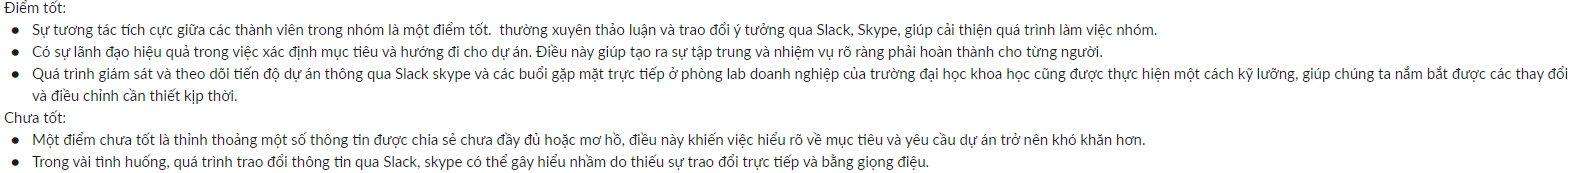 Điểm tốt:
● Sự tương tác tích cực giữa các thành viên trong nhóm là một điểm tốt.  thường xuyên thảo luận và trao đổi ý tưởng qua Slack, Skype, giúp cải thiện quá trình làm việc nhóm.
● Có sự lãnh đạo hiệu quả trong việc xác định mục tiêu và hướng đi cho dự án. Điều này giúp tạo ra sự tập trung và nhiệm vụ rõ ràng phải hoàn thành cho từng người.
● Quá trình giám sát và theo dõi tiến độ dự án thông qua Slack skype và các buổi gặp mặt trực tiếp ở phòng lab doanh nghiệp của trường đại học khoa học cũng được thực hiện một cách kỹ lưỡng, giúp chúng ta nắm bắt được các thay đổi
và điều chỉnh cần thiết kịp thời.
Chưa tốt:
● Một điểm chưa tốt là thỉnh thoảng một số thông tin được chia sẻ chưa đầy đủ hoặc mơ hồ, điều này khiến việc hiểu rõ về mục tiêu và yêu cầu dự án trở nên khó khăn hơn.
● Trong vài tình huống, quá trình trao đổi thông tin qua Slack, skype có thể gây hiểu nhầm do thiếu sự trao đổi trực tiếp và bằng giọng điệu.